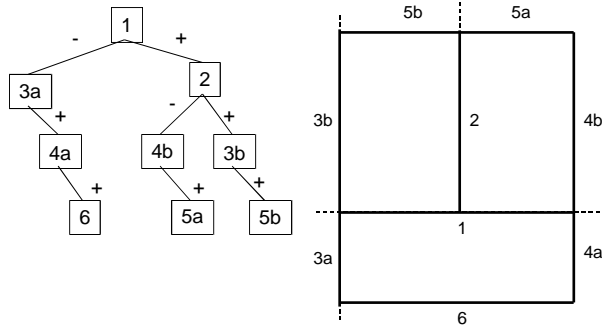 1
- +
3a 2
+ - +
4a 4b 3b
+ + +
6 5a 5b
5b 5a
3b 2 4b
1
3a 4a
6